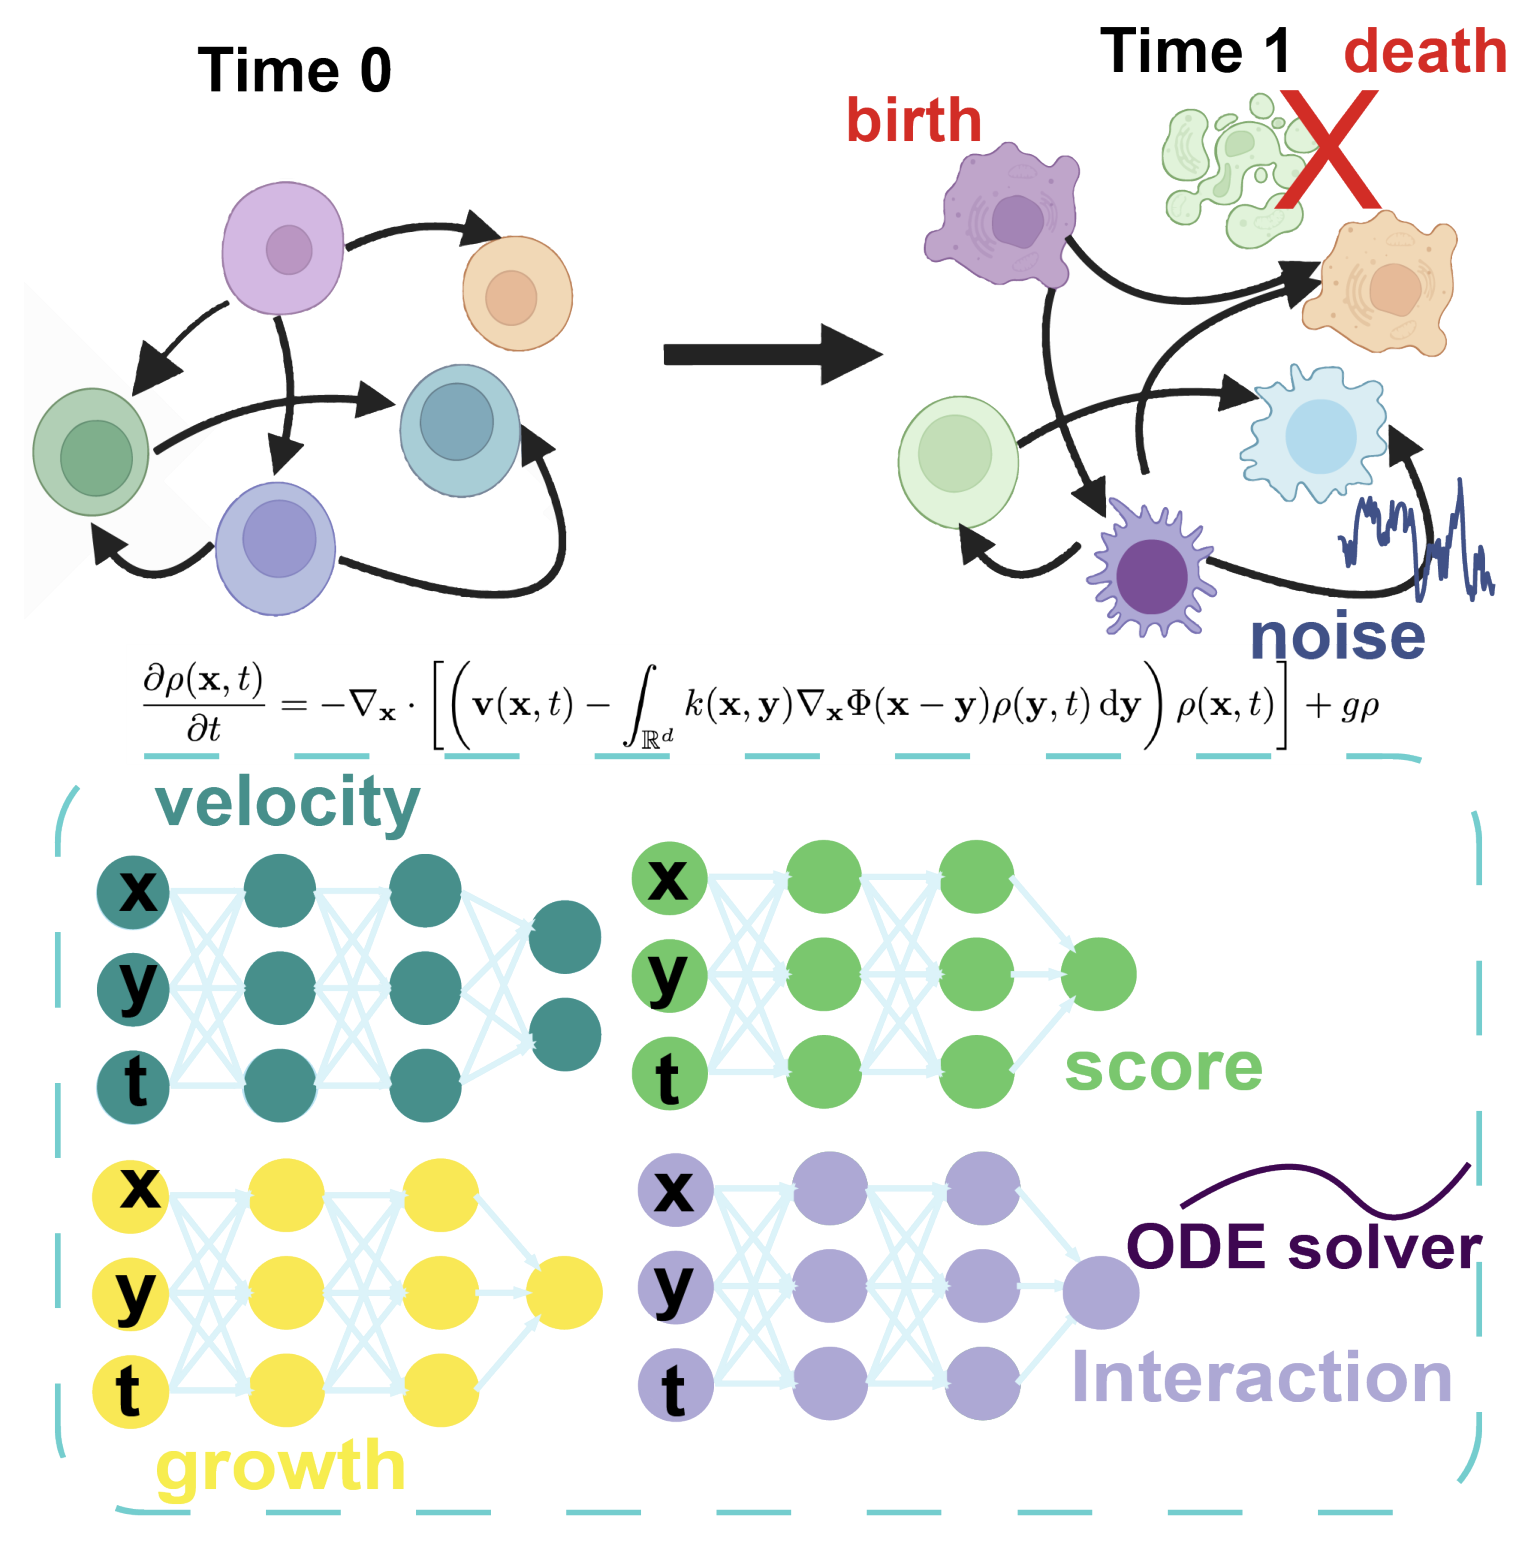 Time 0
Time 1
death
birth
noise
∂ρ(x, t)/∂t = −∇ₓ · [(v(x, t) − ∫_{ℝᵈ} k(x, y)∇ₓΦ(x − y)ρ(y, t) dy) ρ(x, t)] + gρ
velocity
x
y
t
x
y
t
score
x
y
t
growth
x
y
t
ODE solver
Interaction